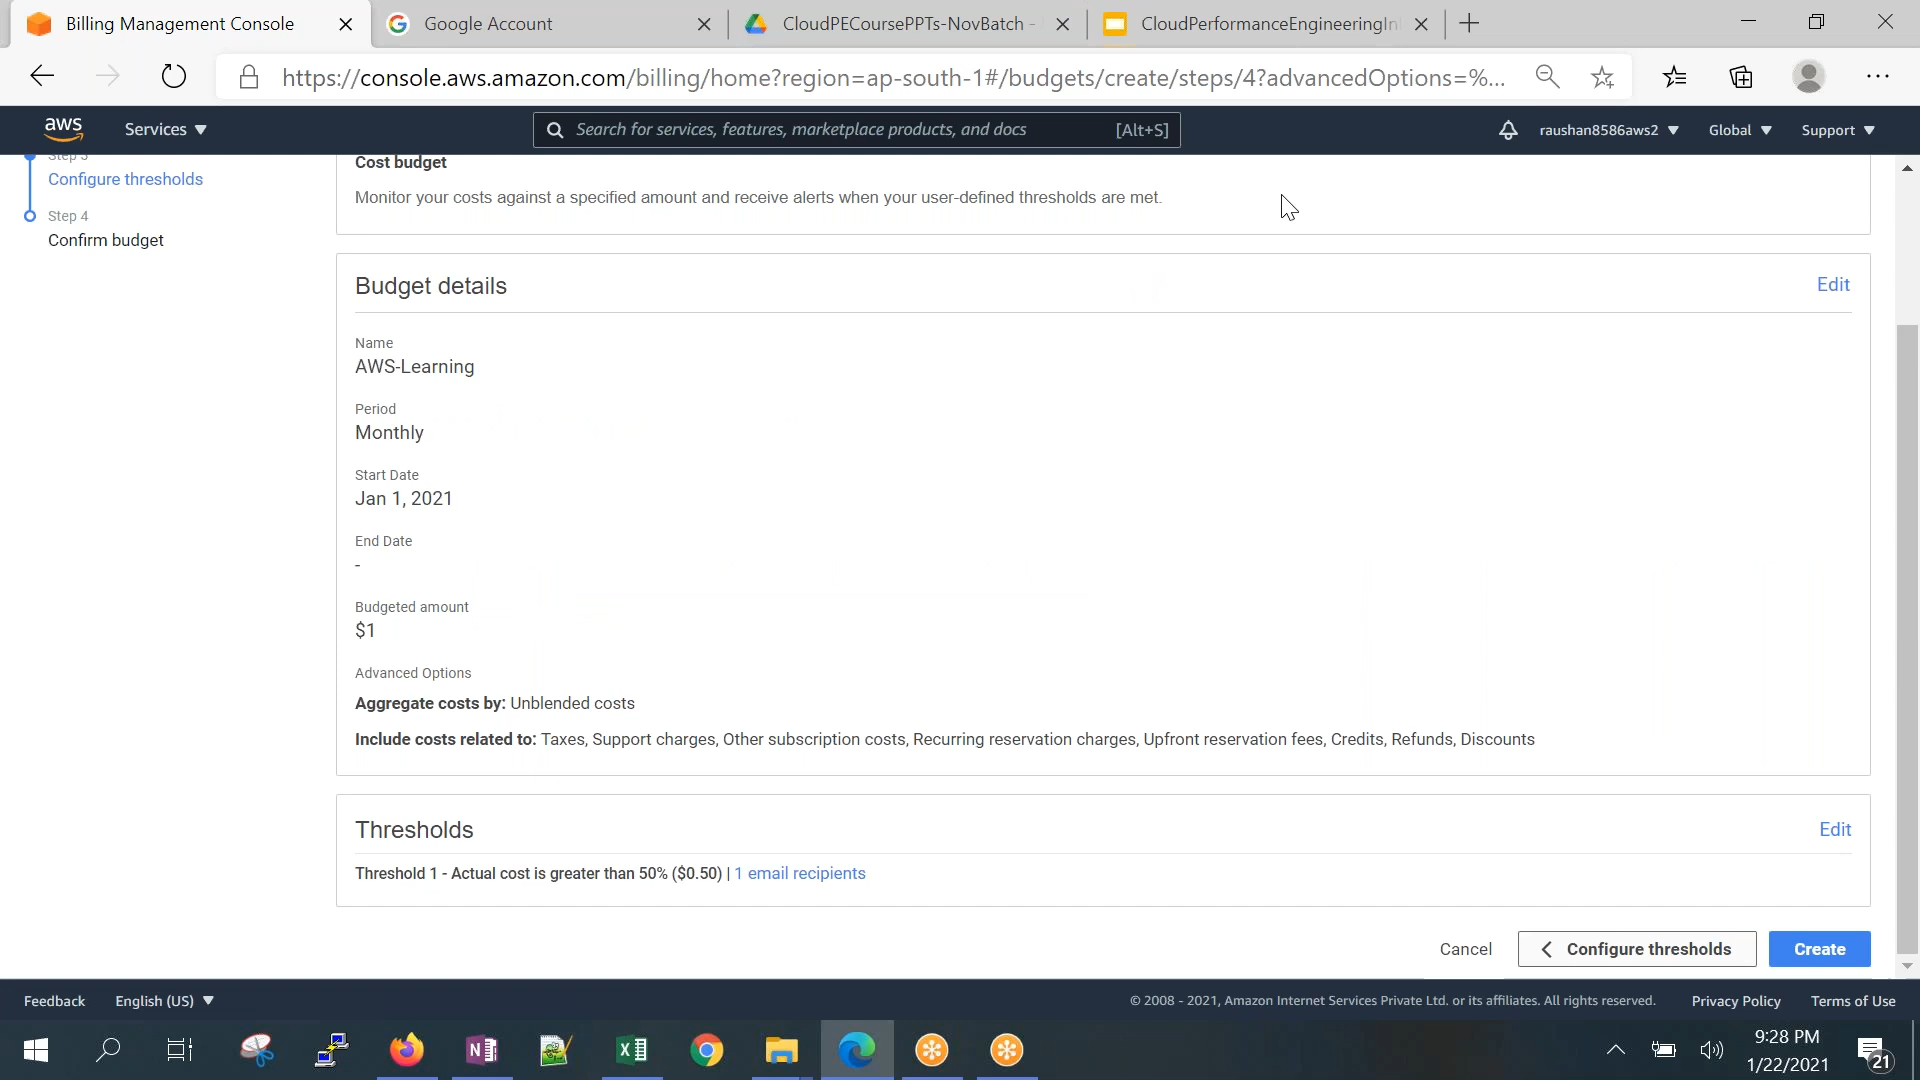 Billing Management Console
Google Account
CloudPECoursePPTs-NovBatch -
CloudPerformanceEngineeringIn
https://console.aws.amazon.com/billing/home?region=ap-south-1#/budgets/create/steps/4?advancedOptions=%...
aws
Services
Search for services, features, marketplace products, and docs
[Alt+S]
raushan8586aws2
Global
Support
Step 3
Configure thresholds
Step 4
Confirm budget
Cost budget
Monitor your costs against a specified amount and receive alerts when your user-defined thresholds are met.
Budget details
Edit
Name
AWS-Learning
Period
Monthly
Start Date
Jan 1, 2021
End Date
-
Budgeted amount
$1
Advanced Options
Aggregate costs by: Unblended costs
Include costs related to: Taxes, Support charges, Other subscription costs, Recurring reservation charges, Upfront reservation fees, Credits, Refunds, Discounts
Thresholds
Edit
Threshold 1 - Actual cost is greater than 50% ($0.50) | 1 email recipients
Cancel
Configure thresholds
Create
Feedback
English (US)
© 2008 - 2021, Amazon Internet Services Private Ltd. or its affiliates. All rights reserved.
Privacy Policy
Terms of Use
9:28 PM
1/22/2021
21